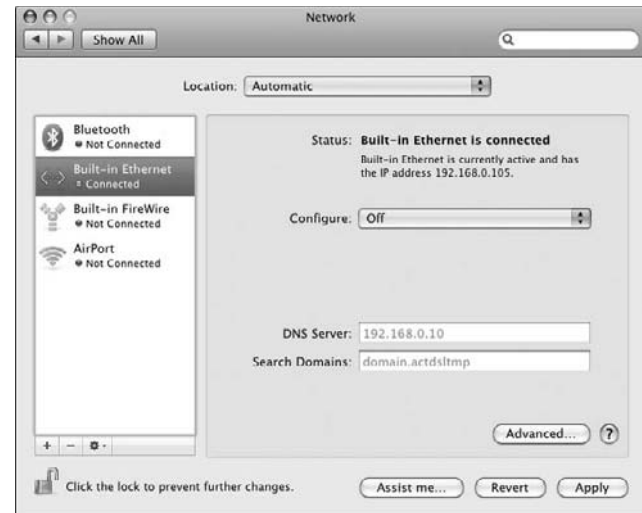 Network
Show All
Location: Automatic
Bluetooth
Not Connected
Built-in Ethernet
Connected
Built-in FireWire
Not Connected
AirPort
Not Connected
Status: Built-in Ethernet is connected
Built-in Ethernet is currently active and has
the IP address 192.168.0.105.
Configure: Off
DNS Server: 192.168.0.10
Search Domains: domain.actdsltmp
Advanced... ?
+ -
Click the lock to prevent further changes.
Assist me... Revert Apply